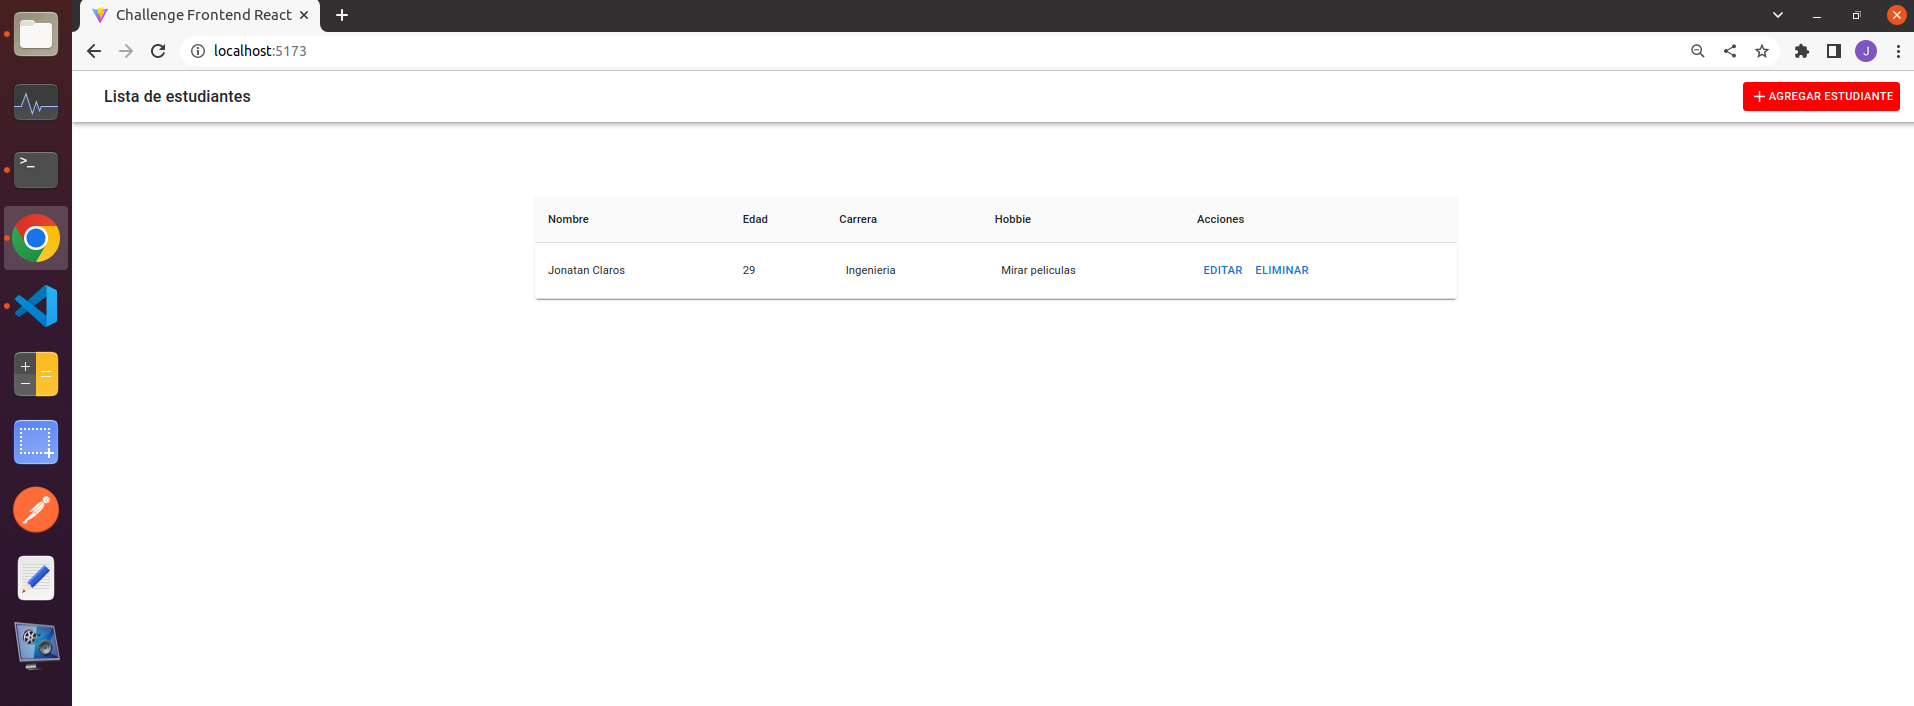 Challenge Frontend React
localhost:5173
J
Lista de estudiantes
AGREGAR ESTUDIANTE
Nombre Edad Carrera Hobbie Acciones
Jonatan Claros 29 Ingenieria Mirar peliculas EDITAR ELIMINAR